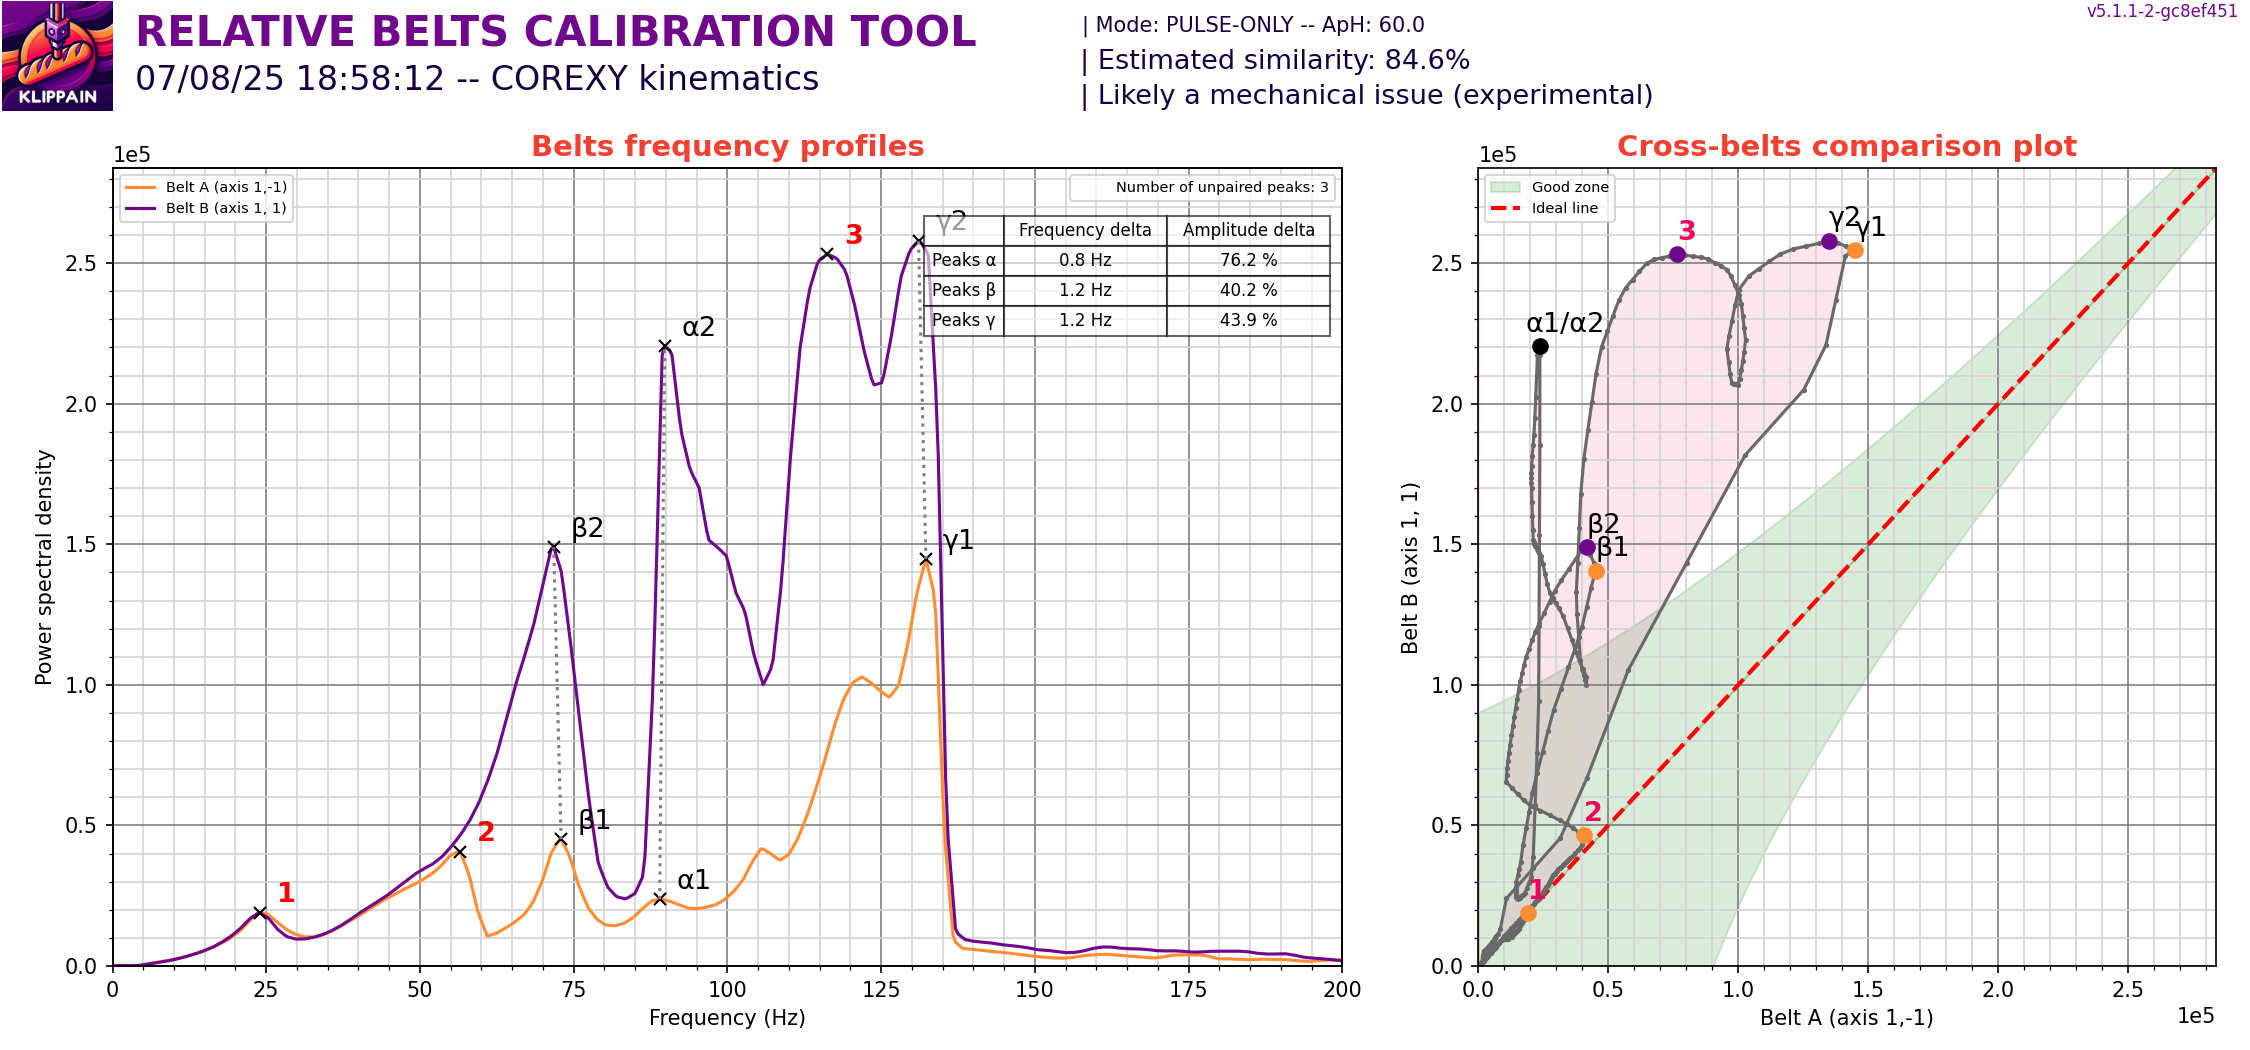 KLIPPAIN
RELATIVE BELTS CALIBRATION TOOL
07/08/25 18:58:12 -- COREXY kinematics
| Mode: PULSE-ONLY -- ApH: 60.0
| Estimated similarity: 84.6%
| Likely a mechanical issue (experimental)
v5.1.1-2-gc8ef451
Belts frequency profiles
1e5
Belt A (axis 1,-1)
Belt B (axis 1, 1)
Number of unpaired peaks: 3
Frequency delta Amplitude delta
Peaks α 0.8 Hz 76.2 %
Peaks β 1.2 Hz 40.2 %
Peaks γ 1.2 Hz 43.9 %
γ2
3
α2
β2
γ1
β1
2
α1
1
Power spectral density
2.5
2.0
1.5
1.0
0.5
0.0
0 25 50 75 100 125 150 175 200
Frequency (Hz)
Cross-belts comparison plot
1e5
Good zone
Ideal line
γ2
γ1
3
α1/α2
β2
β1
2
1
Belt B (axis 1, 1)
2.5
2.0
1.5
1.0
0.5
0.0
0.0 0.5 1.0 1.5 2.0 2.5
Belt A (axis 1,-1)
1e5